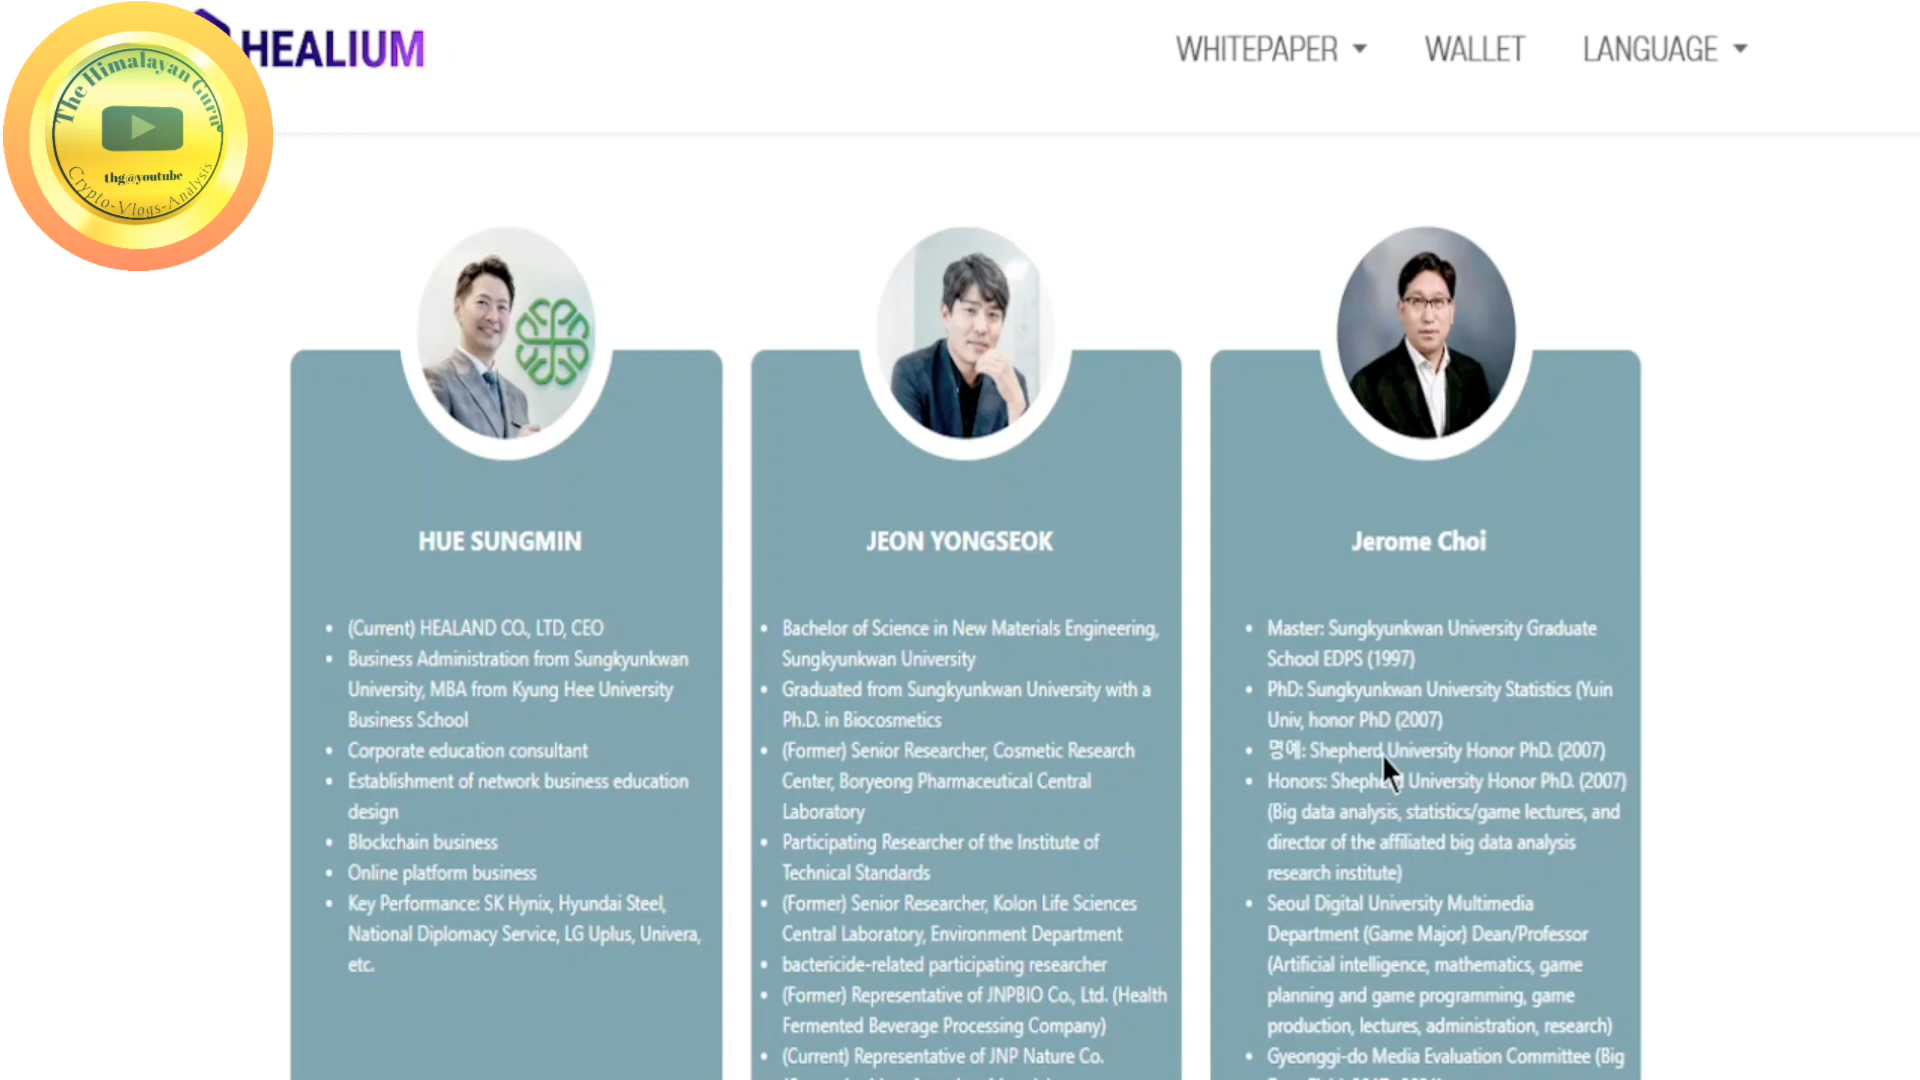 HEALIUM
WHITEPAPER
WALLET
LANGUAGE
The Himalayan Guru
thg@youtube
Crypto-Vlogs-Analysis
HUE SUNGMIN
(Current) HEALAND CO., LTD, CEO
Business Administration from Sungkyunkwan
University, MBA from Kyung Hee University
Business School
Corporate education consultant
Establishment of network business education
design
Blockchain business
Online platform business
Key Performance: SK Hynix, Hyundai Steel,
National Diplomacy Service, LG Uplus, Univera,
etc.
JEON YONGSEOK
Bachelor of Science in New Materials Engineering,
Sungkyunkwan University
Graduated from Sungkyunkwan University with a
Ph.D. in Biocosmetics
(Former) Senior Researcher, Cosmetic Research
Center, Boryeong Pharmaceutical Central
Laboratory
Participating Researcher of the Institute of
Technical Standards
(Former) Senior Researcher, Kolon Life Sciences
Central Laboratory, Environment Department
bactericide-related participating researcher
(Former) Representative of JNPBIO Co., Ltd. (Health
Fermented Beverage Processing Company)
(Current) Representative of JNP Nature Co.
Jerome Choi
Master: Sungkyunkwan University Graduate
School EDPS (1997)
PhD: Sungkyunkwan University Statistics (Yuin
Univ, honor PhD (2007)
명예: Shepherd University Honor PhD. (2007)
Honors: Shepherd University Honor PhD. (2007)
(Big data analysis, statistics/game lectures, and
director of the affiliated big data analysis
research institute)
Seoul Digital University Multimedia
Department (Game Major) Dean/Professor
(Artificial intelligence, mathematics, game
planning and game programming, game
production, lectures, administration, research)
Gyeonggi-do Media Evaluation Committee (Big